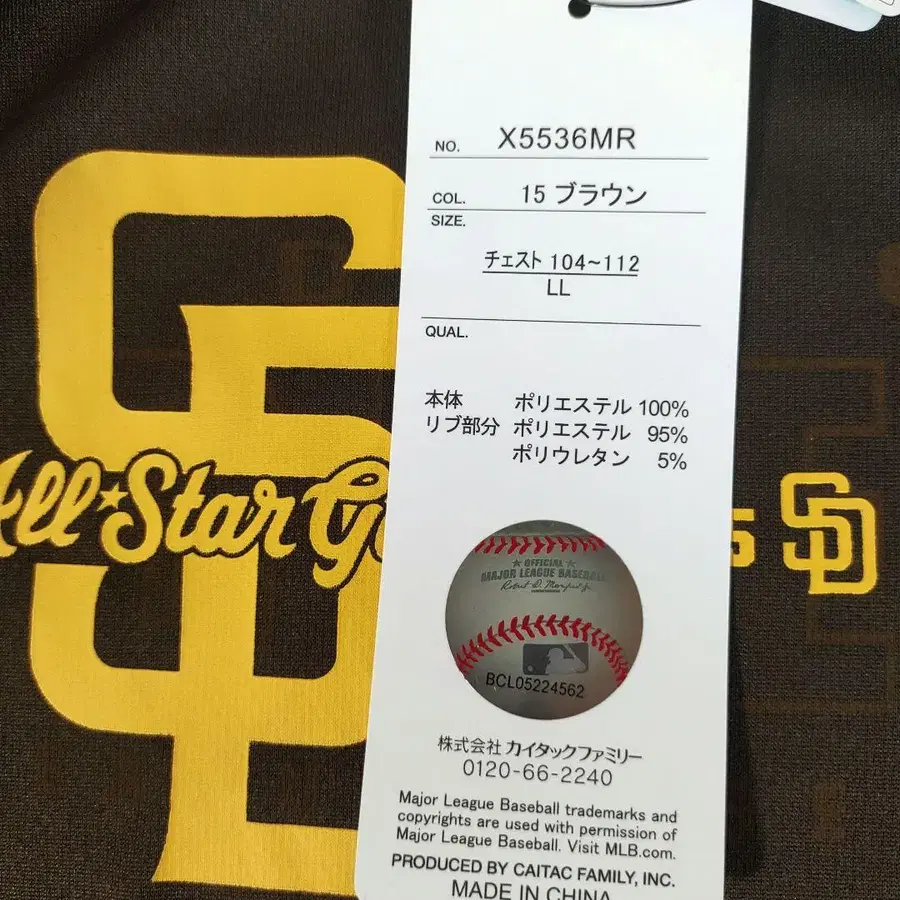 NO. X5536MR
COL. 15 ブラウン
SIZE.
チェスト 104~112
LL
QUAL.
本体 ポリエステル 100%
リブ部分 ポリエステル 95%
ポリウレタン 5%
SD
All★Star
SD
★ OFFICIAL ★
MAJOR LEAGUE BASEBALL
BCL05224562
株式会社 カイタックファミリー
0120-66-2240
Major League Baseball trademarks and
copyrights are used with permission of
Major League Baseball. Visit MLB.com.
PRODUCED BY CAITAC FAMILY, INC.
MADE IN CHINA